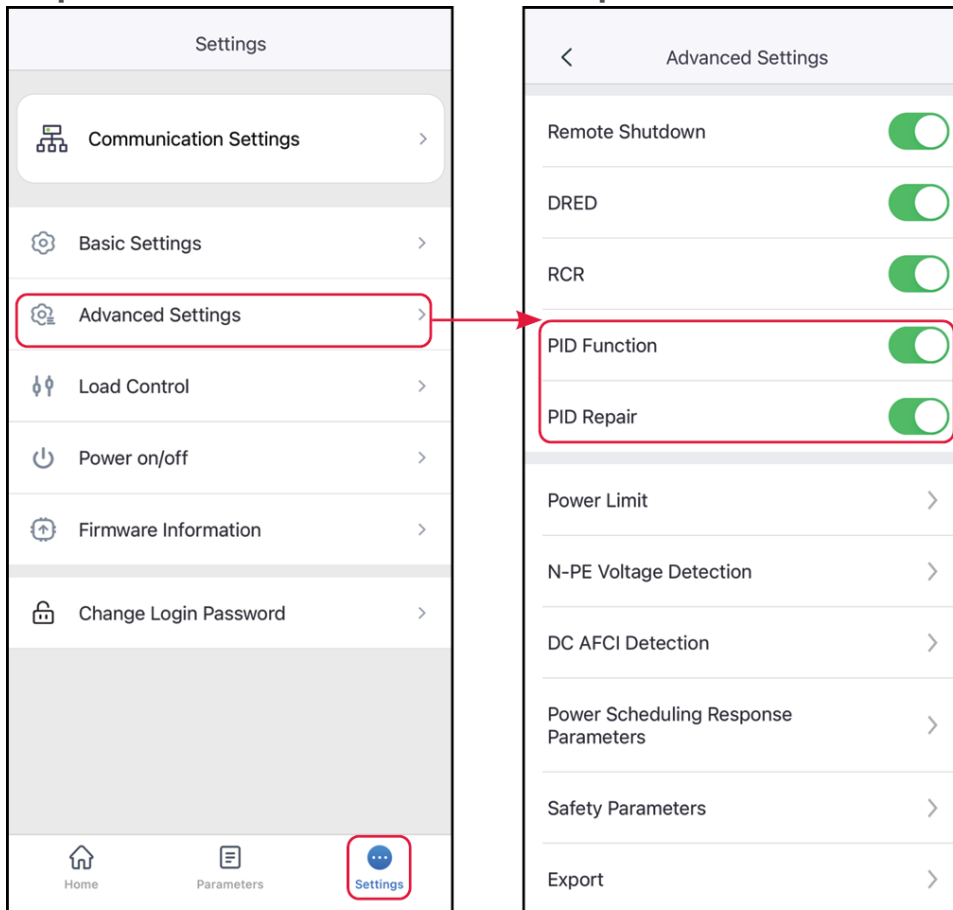 Settings
Communication Settings
Basic Settings
Advanced Settings
Load Control
Power on/off
Firmware Information
Change Login Password
Home
Parameters
Settings
Advanced Settings
Remote Shutdown
DRED
RCR
PID Function
PID Repair
Power Limit
N-PE Voltage Detection
DC AFCI Detection
Power Scheduling Response
Parameters
Safety Parameters
Export